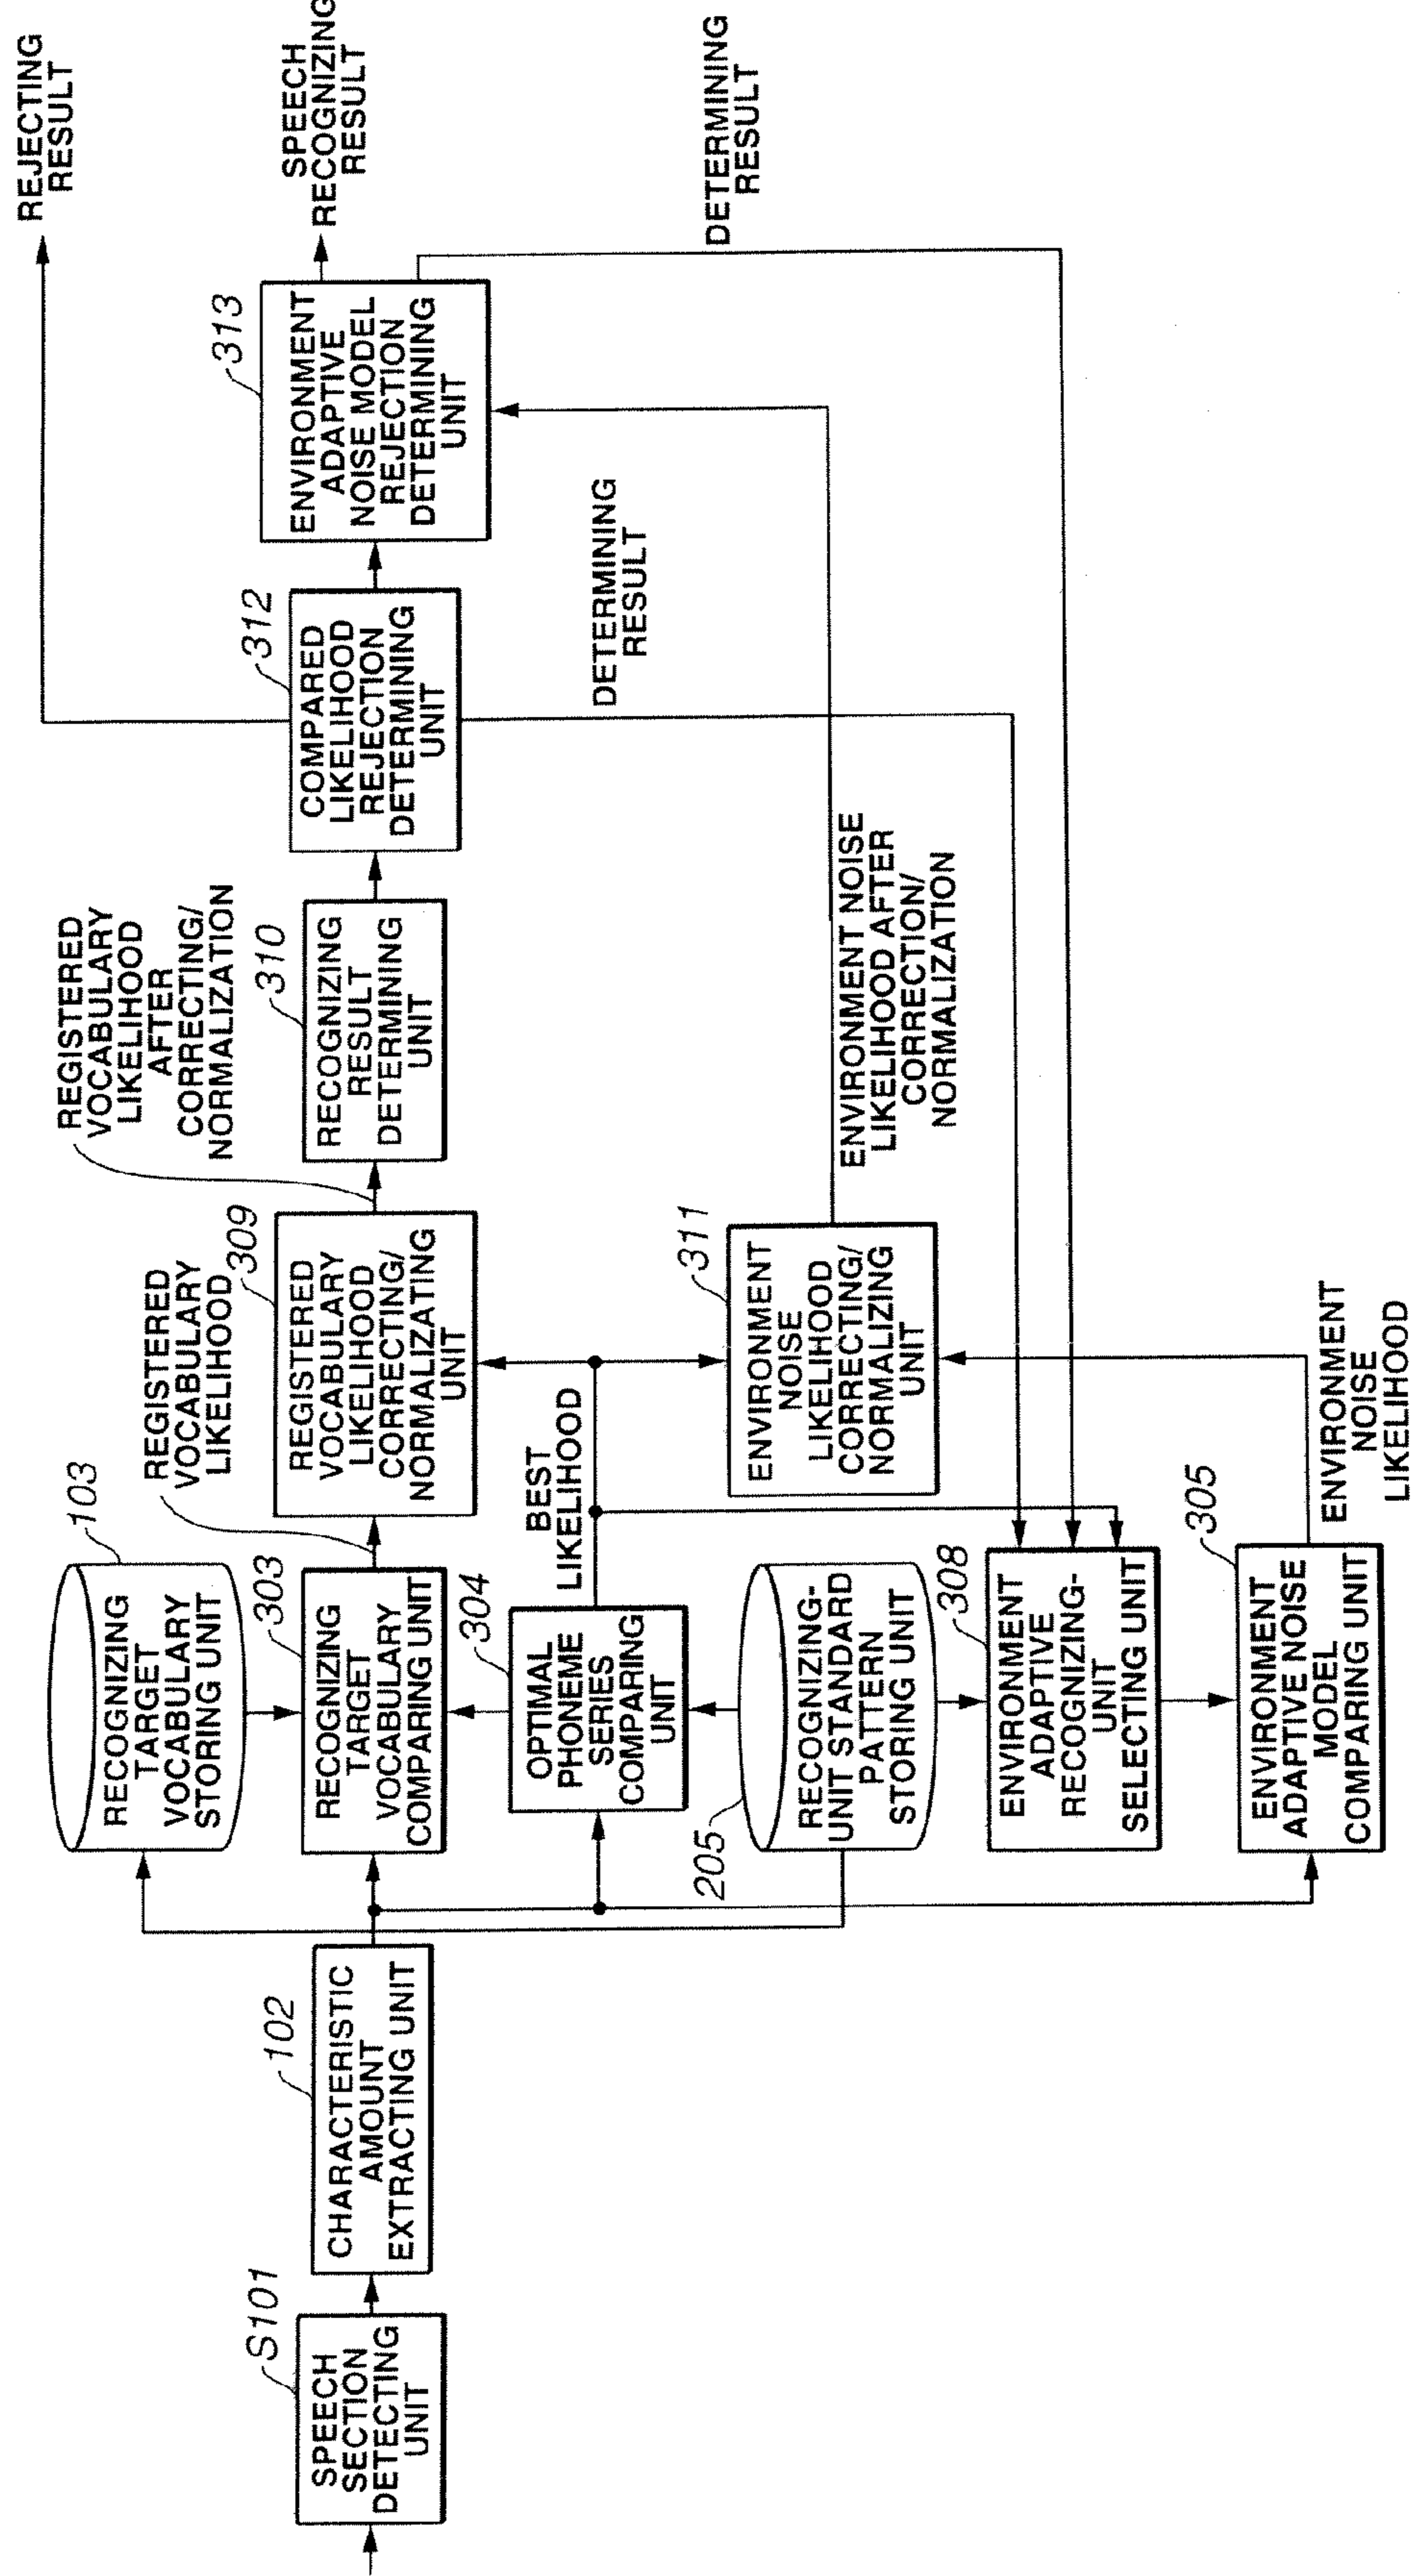 S101
SPEECH
SECTION
DETECTING
UNIT
102
CHARACTERISTIC
AMOUNT
EXTRACTING UNIT
103
RECOGNIZING
TARGET
VOCABULARY
STORING UNIT
303
RECOGNIZING
TARGET
VOCABULARY
COMPARING UNIT
304
OPTIMAL
PHONEME
SERIES
COMPARING
UNIT
205
RECOGNIZING-
UNIT STANDARD
PATTERN
STORING UNIT
308
ENVIRONMENT
ADAPTIVE
RECOGNIZING-
UNIT
SELECTING UNIT
305
ENVIRONMENT
ADAPTIVE NOISE
MODEL
COMPARING UNIT
REGISTERED
VOCABULARY
LIKELIHOOD
BEST
LIKELIHOOD
ENVIRONMENT
NOISE
LIKELIHOOD
309
REGISTERED
VOCABULARY
LIKELIHOOD
CORRECTING/
NORMALIZATING
UNIT
311
ENVIRONMENT
NOISE
LIKELIHOOD
CORRECTING/
NORMALIZING
UNIT
REGISTERED
VOCABULARY
LIKELIHOOD
AFTER
CORRECTING/
NORMALIZATION
310
RECOGNIZING
RESULT
DETERMINING
UNIT
ENVIRONMENT NOISE
LIKELIHOOD AFTER
CORRECTION/
NORMALIZATION
312
COMPARED
LIKELIHOOD
REJECTION
DETERMINING
UNIT
DETERMINING
RESULT
313
ENVIRONMENT
ADAPTIVE
NOISE MODEL
REJECTION
DETERMINING
UNIT
REJECTING
RESULT
SPEECH
RECOGNIZING
RESULT
DETERMINING
RESULT